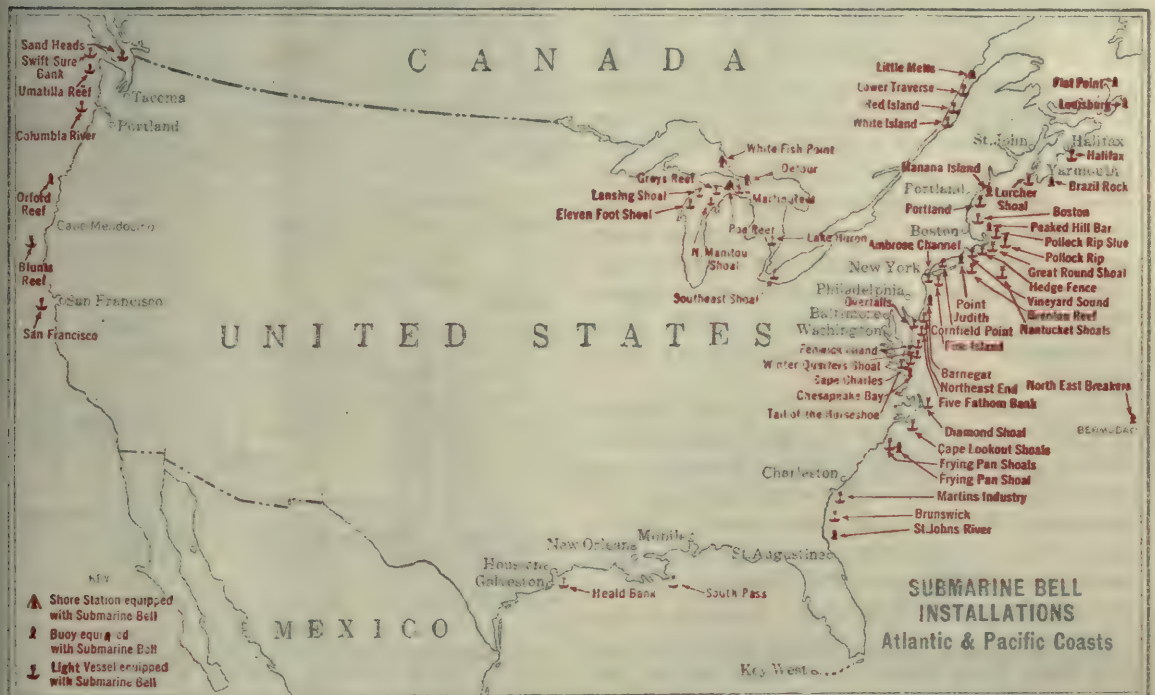 CANADA
UNITED STATES
MEXICO
Sand Heads
Swift Sure
Bank
Umatilla Reef
Tacoma
Portland
Columbia River
Orford
Reef
Cape Mendocino
Blunts
Reef
San Francisco
San Francisco
White Fish Point
Detour
Grays Reef
Lansing Shoal
Martin Reef
Eleven Foot Shoal
Poe Reef
Lake Huron
N. Manitou
Shoal
Southeast Shoal
Little Metis
Lower Traverse
Red Island
White Island
Flat Point
Louisburg
St. John
Halifax
Halifax
Manana Island
Yarmouth
Brazil Rock
Portland
Lurcher
Shoal
Portland
Boston
Boston
Peaked Hill Bar
Pollock Rip Slue
Pollock Rip
Ambrose Channel
Great Round Shoal
New York
Hedge Fence
Vineyard Sound
Brenton Reef
Nantucket Shoals
Point
Judith
Cornfield Point
Fire Island
Philadelphia
Overfalls
Baltimore
Washington
Fenwick Island
Winter Quarters Shoal
Cape Charles
Chesapeake Bay
Tail of the Horseshoe
Barnegat
Northeast End
Five Fathom Bank
North East Breakers
BERMUDAS
Diamond Shoal
Cape Lookout Shoals
Frying Pan Shoals
Frying Pan Shoal
Charleston
Martins Industry
Brunswick
St. Johns River
New Orleans
Mobile
St. Augustine
Houston
Galveston
Heald Bank
South Pass
Key West
KEY
Shore Station equipped
with Submarine Bell
Buoy equipped
with Submarine Bell
Light Vessel equipped
with Submarine Bell
SUBMARINE BELL
INSTALLATIONS
Atlantic & Pacific Coasts